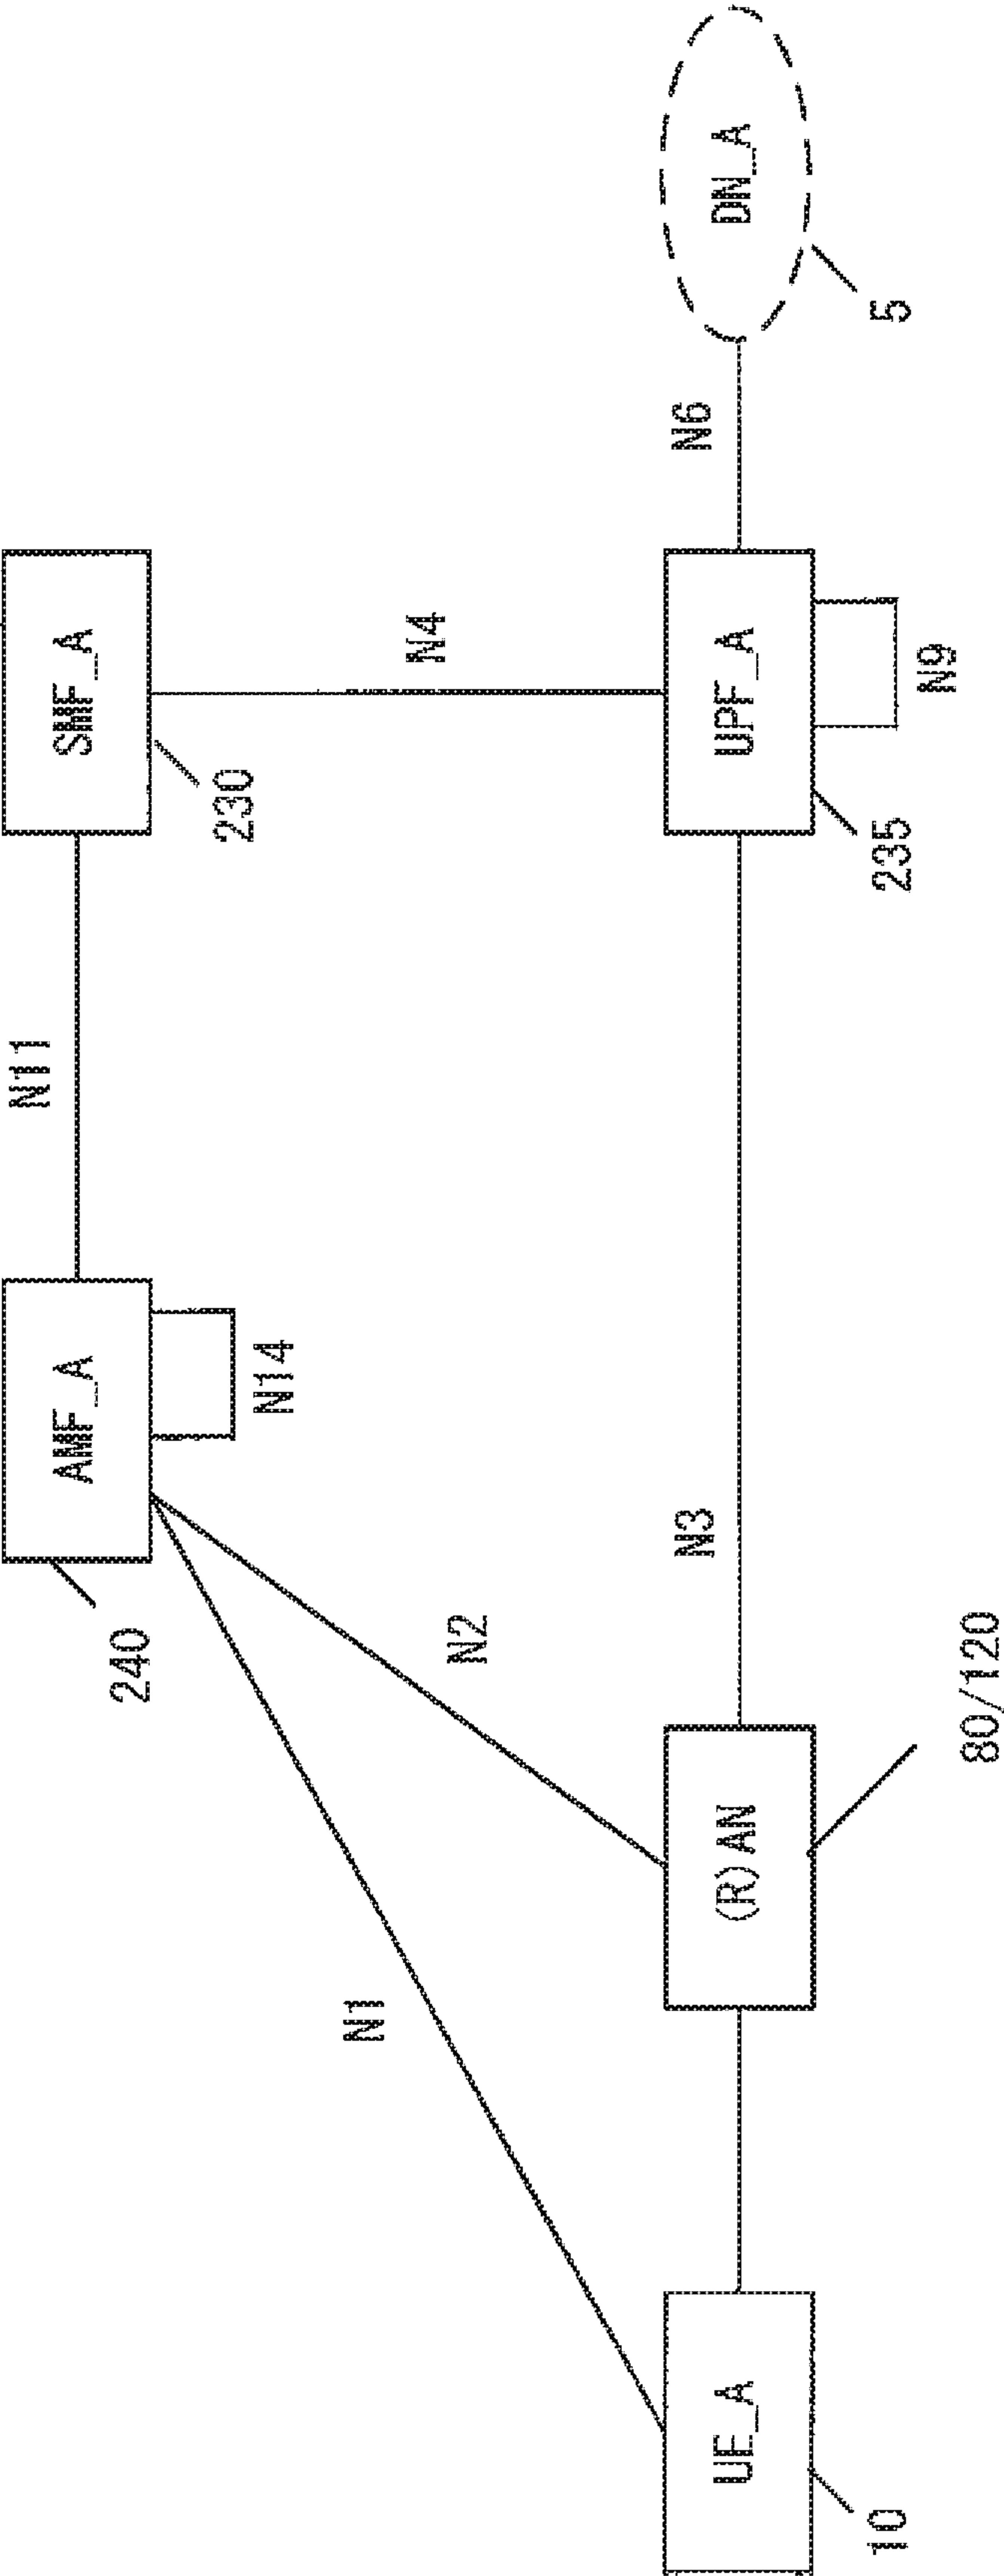 N11
AMF_A
SMF_A
240
230
N14
N1
N4
N2
N3
N6
UE_A
(R)AN
UPF_A
DN_A
10
235
5
N9
80/120